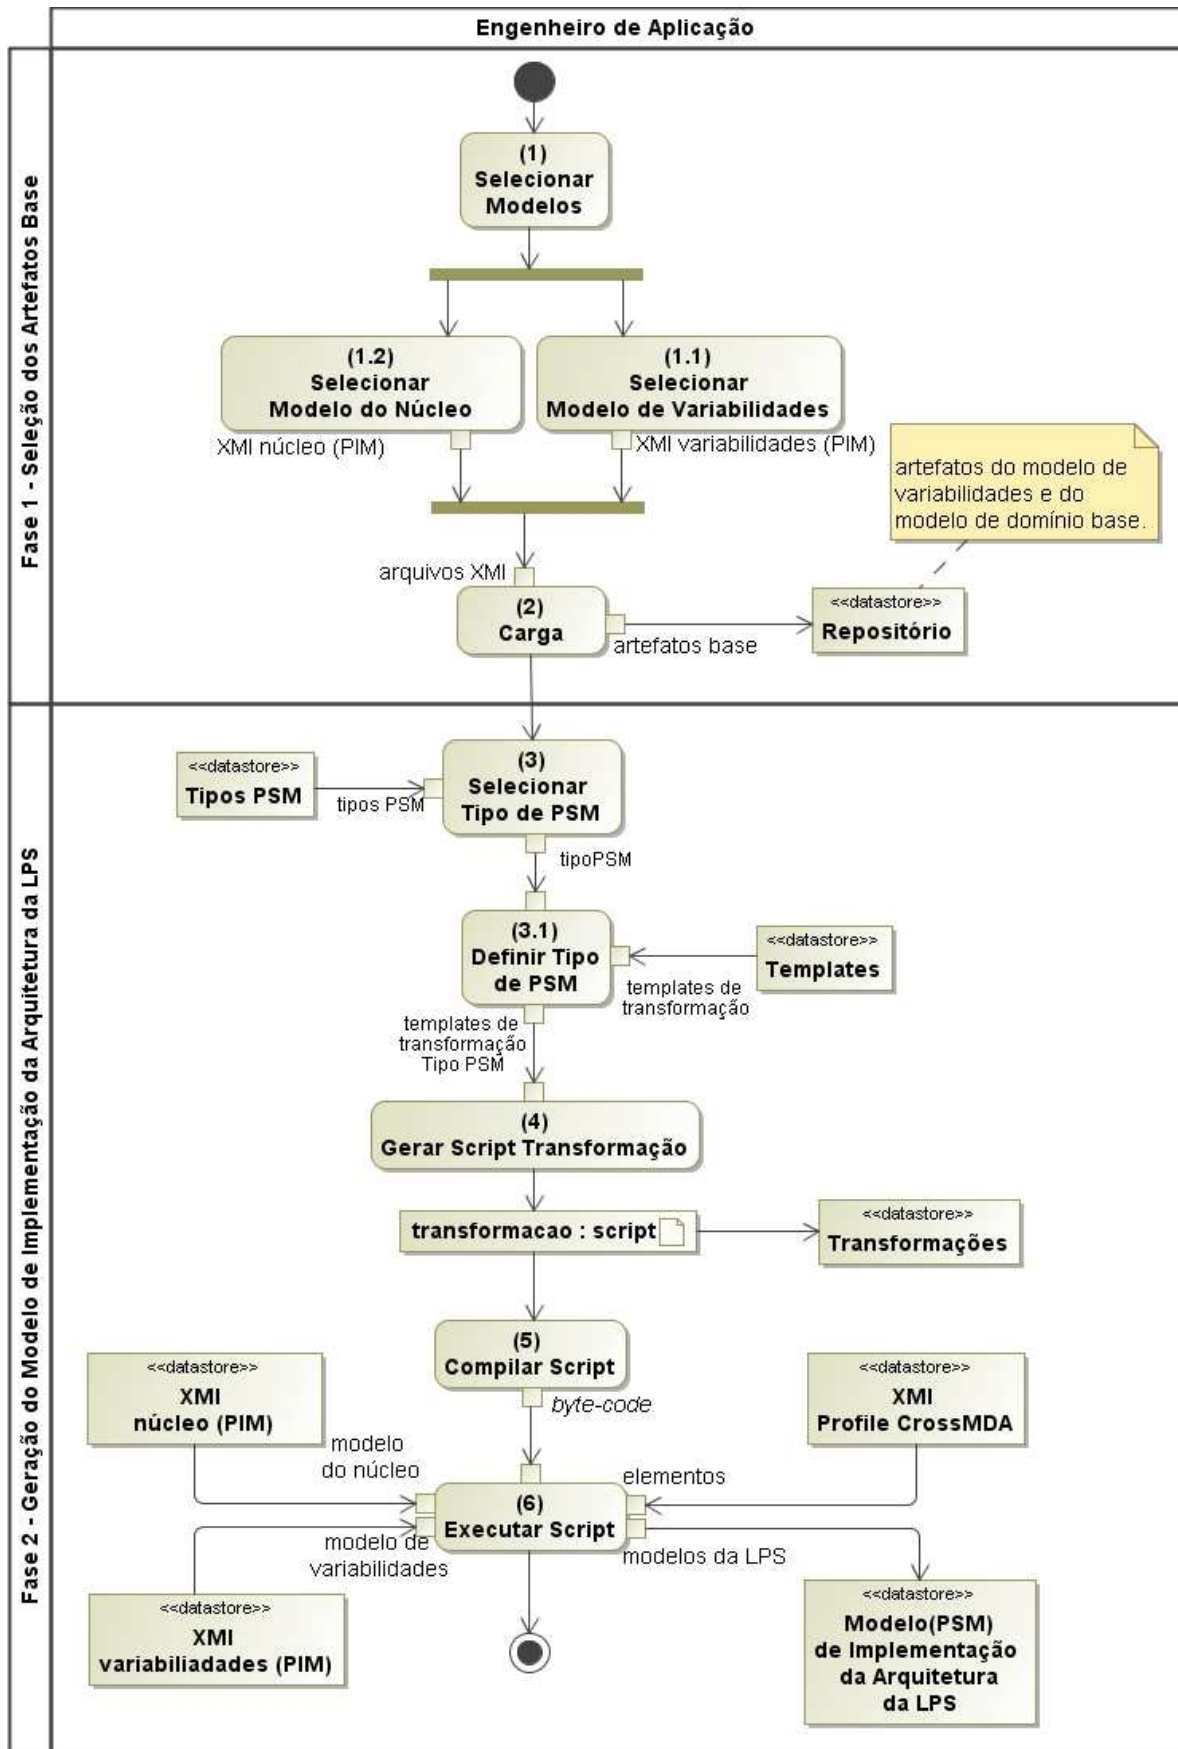 Engenheiro de Aplicação
Fase 1 - Seleção dos Artefatos Base
(1)
Selecionar
Modelos
(1.2)
Selecionar
Modelo do Núcleo
(1.1)
Selecionar
Modelo de Variabilidades
XMI núcleo (PIM)
XMI variabilidades (PIM)
artefatos do modelo de
variabilidades e do
modelo de domínio base.
arquivos XMI
(2)
Carga
artefatos base
<<datastore>>
Repositório
Fase 2 - Geração do Modelo de Implementação da Arquitetura da LPS
<<datastore>>
Tipos PSM
tipos PSM
(3)
Selecionar
Tipo de PSM
tipoPSM
(3.1)
Definir Tipo
de PSM
<<datastore>>
Templates
templates de
transformação
templates de
transformação
Tipo PSM
(4)
Gerar Script Transformação
transformacao : script
<<datastore>>
Transformações
(5)
Compilar Script
byte-code
<<datastore>>
XMI
núcleo (PIM)
modelo
do núcleo
<<datastore>>
XMI
Profile CrossMDA
elementos
(6)
Executar Script
modelo de
variabilidades
modelos da LPS
<<datastore>>
XMI
variabiliadades (PIM)
<<datastore>>
Modelo(PSM)
de Implementação
da Arquitetura
da LPS